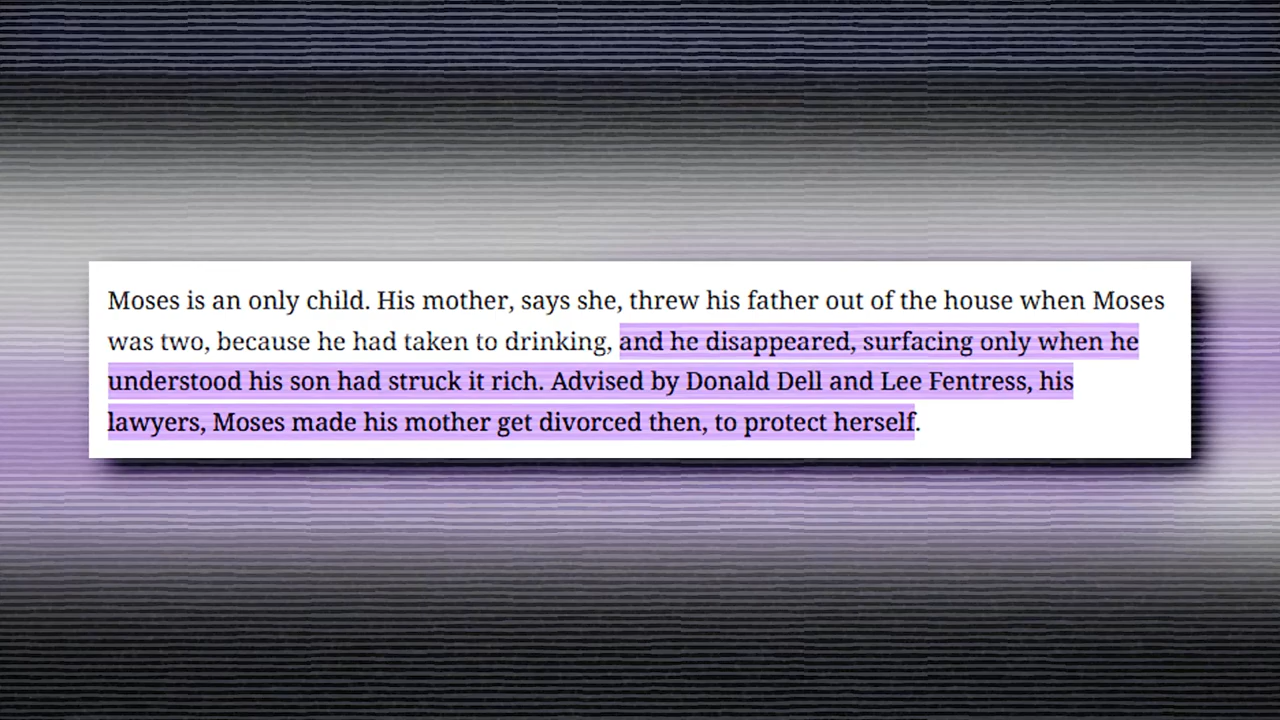 Moses is an only child. His mother, says she, threw his father out of the house when Moses
was two, because he had taken to drinking, and he disappeared, surfacing only when he
understood his son had struck it rich. Advised by Donald Dell and Lee Fentress, his
lawyers, Moses made his mother get divorced then, to protect herself.